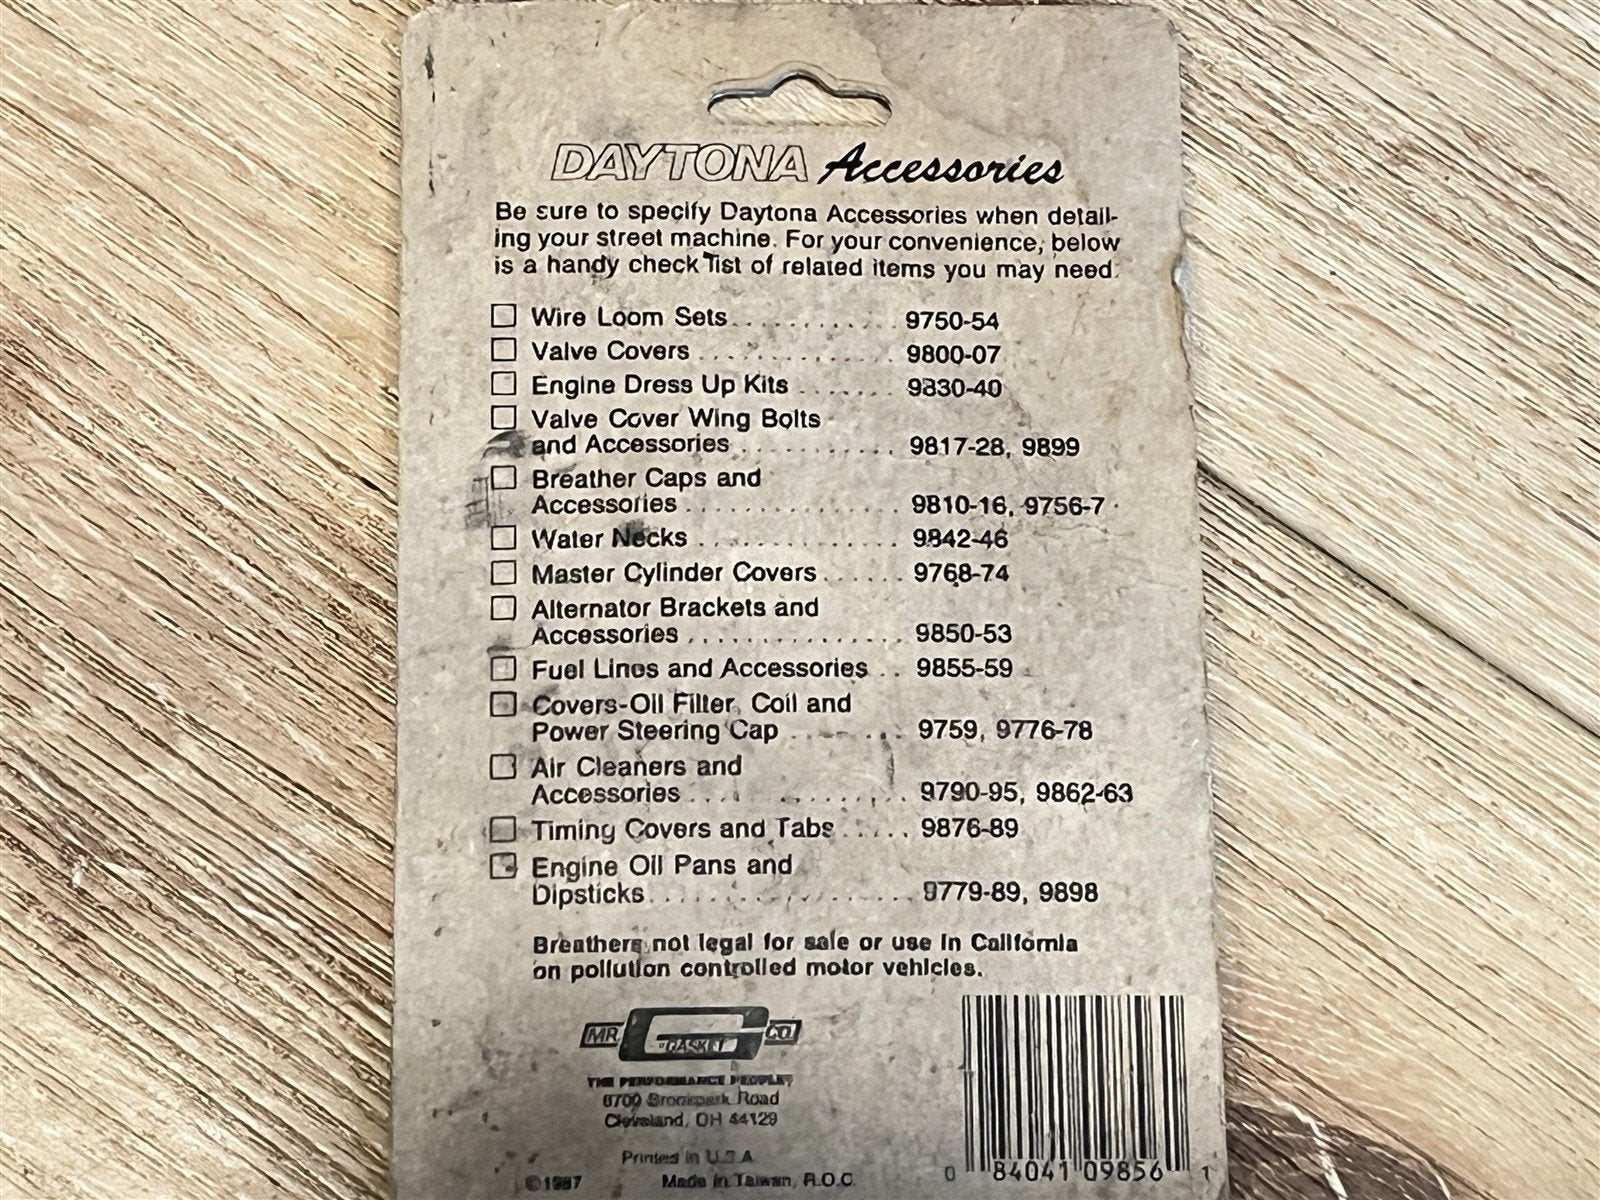 DAYTONA Accessories
Be sure to specify Daytona Accessories when detail-
ing your street machine. For your convenience, below
is a handy check list of related items you may need.
Wire Loom Sets............ 9750-54
Valve Covers.............. 9800-07
Engine Dress Up Kits ....... 9830-40
Valve Cover Wing Bolts
and Accessories............ 9817-28, 9899
Breather Caps and
Accessories............... 9810-16, 9756-7
Water Necks.............. 9842-46
Master Cylinder Covers...... 9768-74
Alternator Brackets and
Accessories............... 9850-53
Fuel Lines and Accessories .. 9855-59
Covers-Oil Filter, Coil and
Power Steering Cap ....... 9759, 9776-78
Air Cleaners and
Accessories............... 9790-95, 9862-63
Timing Covers and Tabs..... 9876-89
Engine Oil Pans and
Dipsticks................. 9779-89, 9898
Breathers not legal for sale or use in California
on pollution controlled motor vehicles.
MR. GASKET CO.
THE PERFORMANCE PEOPLE
8700 Brookpark Road
Cleveland, OH 44129
Printed in U.S.A.
©1987 Made in Taiwan, R.O.C.
0 84041 09856 1